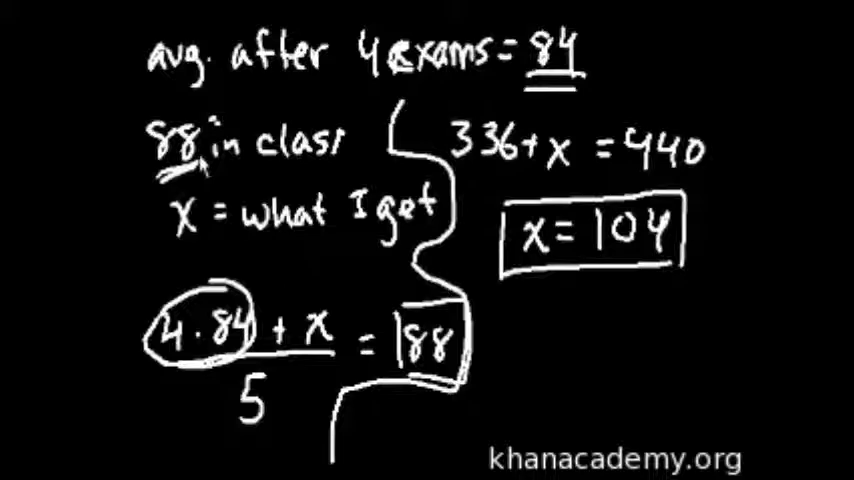 avg. after 4 exams = 84
88 in class
x = what I get
4 · 84 + x
5
= 88
336 + x = 440
x = 104
khanacademy.org